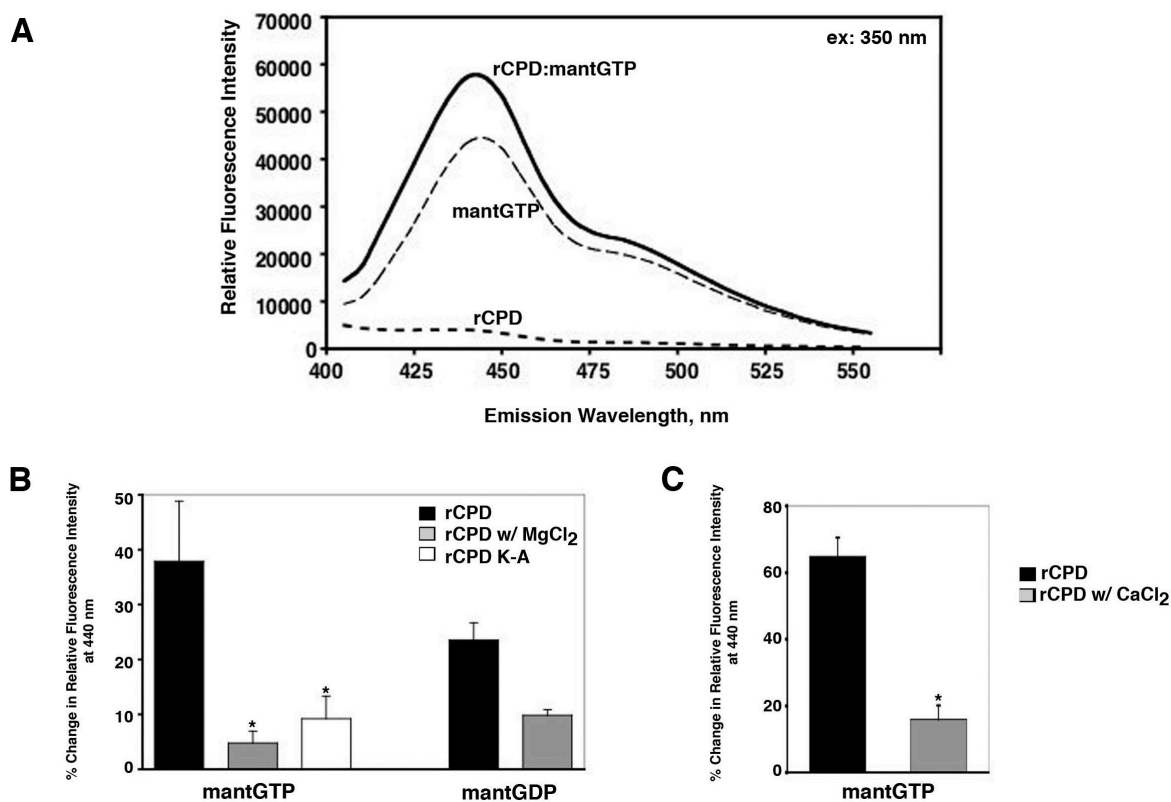 A
70000
60000
50000
40000
30000
20000
10000
0
Relative Fluorescence Intensity
ex: 350 nm
rCPD:mantGTP
mantGTP
rCPD
400 425 450 475 500 525 550
Emission Wavelength, nm
B
% Change in Relative Fluorescence Intensity
at 440 nm
50
40
30
20
10
0
rCPD
rCPD w/ MgCl2
rCPD K-A
* *
mantGTP mantGDP
C
% Change in Relative Fluorescence Intensity
at 440 nm
80
60
40
20
0
*
mantGTP
rCPD
rCPD w/ CaCl2